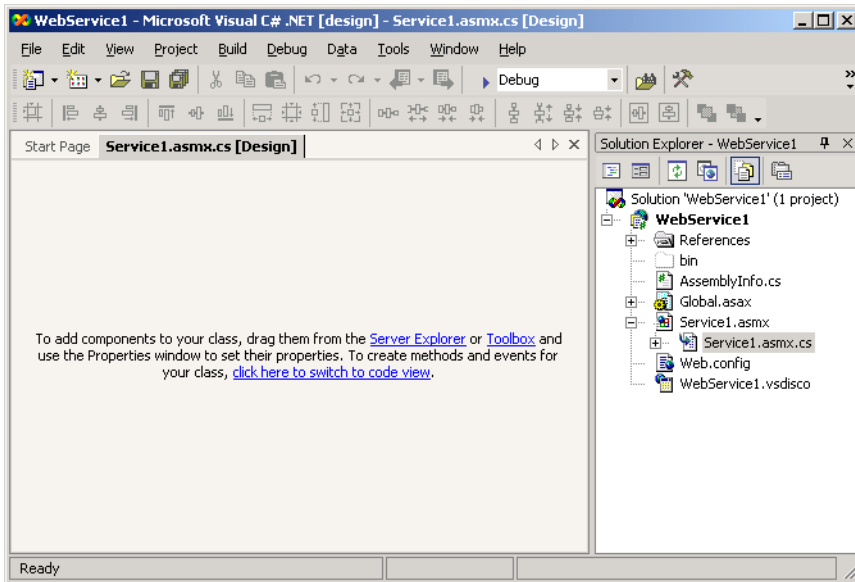 WebService1 - Microsoft Visual C# .NET [design] - Service1.asmx.cs [Design]
File Edit View Project Build Debug Data Tools Window Help
Debug
Start Page Service1.asmx.cs [Design]
Solution Explorer - WebService1
Solution 'WebService1' (1 project)
WebService1
References
bin
AssemblyInfo.cs
Global.asax
Service1.asmx
Service1.asmx.cs
Web.config
WebService1.vsdisco
To add components to your class, drag them from the Server Explorer or Toolbox and
use the Properties window to set their properties. To create methods and events for
your class, click here to switch to code view.
Ready